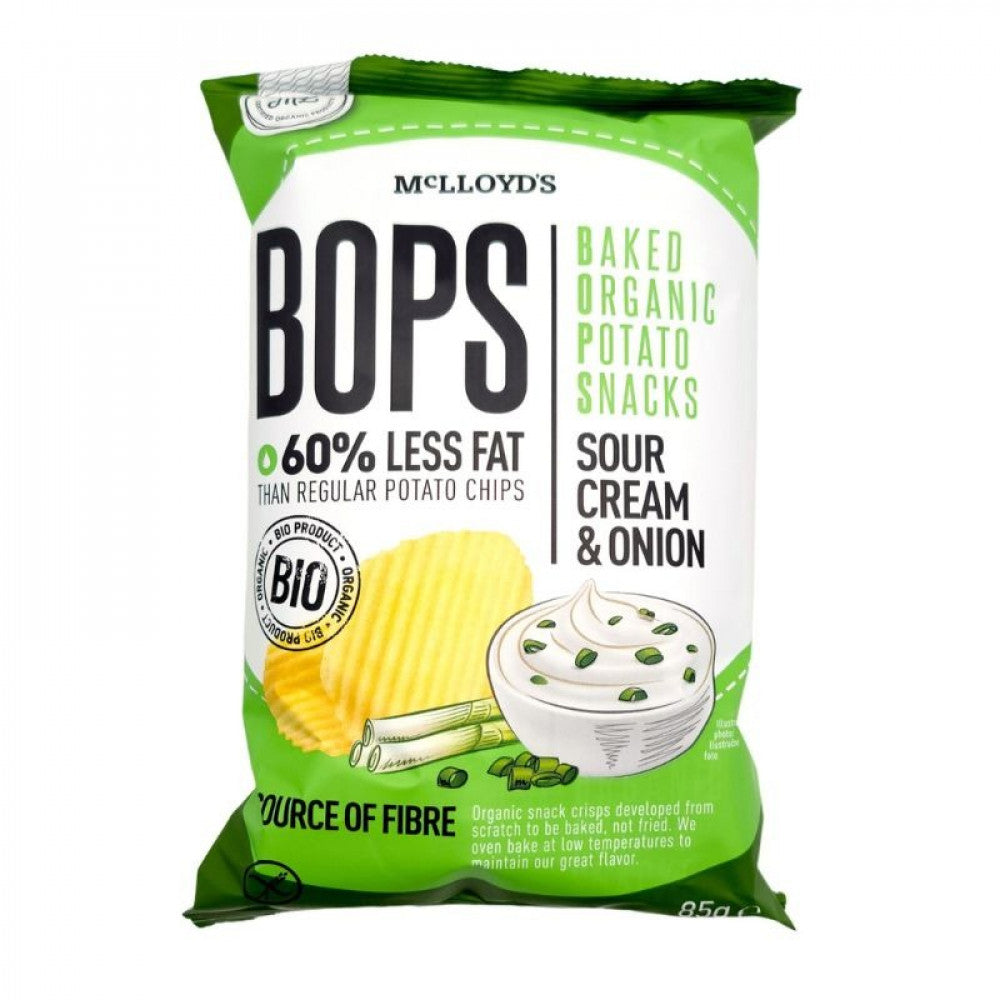 McLLOYD'S
BOPS
60% LESS FAT
THAN REGULAR POTATO CHIPS
BAKED
ORGANIC
POTATO
SNACKS
SOUR
CREAM
& ONION
BIO PRODUCT • ORGANIC • BIO PRODUCT • ORGANIC •
BIO
OURCE OF FIBRE
Organic snack crisps developed from
scratch to be baked, not fried. We
oven bake at low temperatures to
maintain our great flavor.
85g e